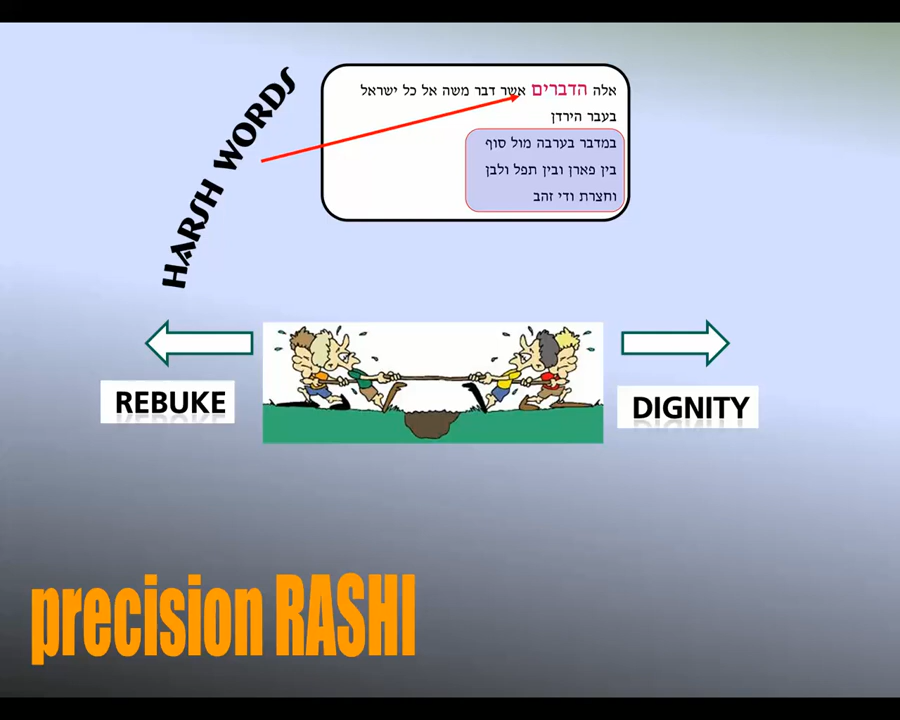 HARSH WORDS
אלה הדברים אשר דבר משה אל כל ישראל
בעבר הירדן
במדבר בערבה מול סוף
בין פארן ובין תפל ולבן
וחצרת ודי זהב
REBUKE
DIGNITY
precision RASHI